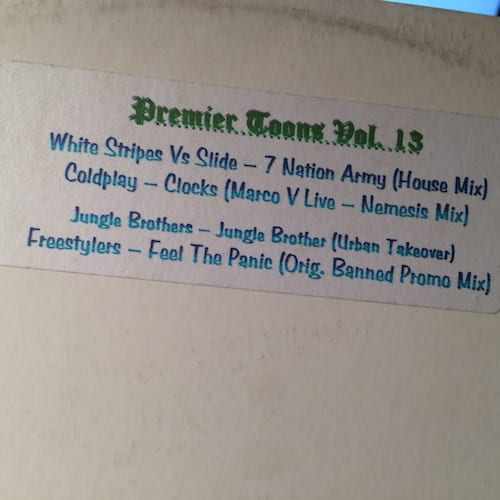 Premier Toons Vol. 13
White Stripes Vs Slide – 7 Nation Army (House Mix)
Coldplay – Clocks (Marco V Live – Nemesis Mix)
Jungle Brothers – Jungle Brother (Urban Takeover)
Freestylers – Feel The Panic (Orig. Banned Promo Mix)